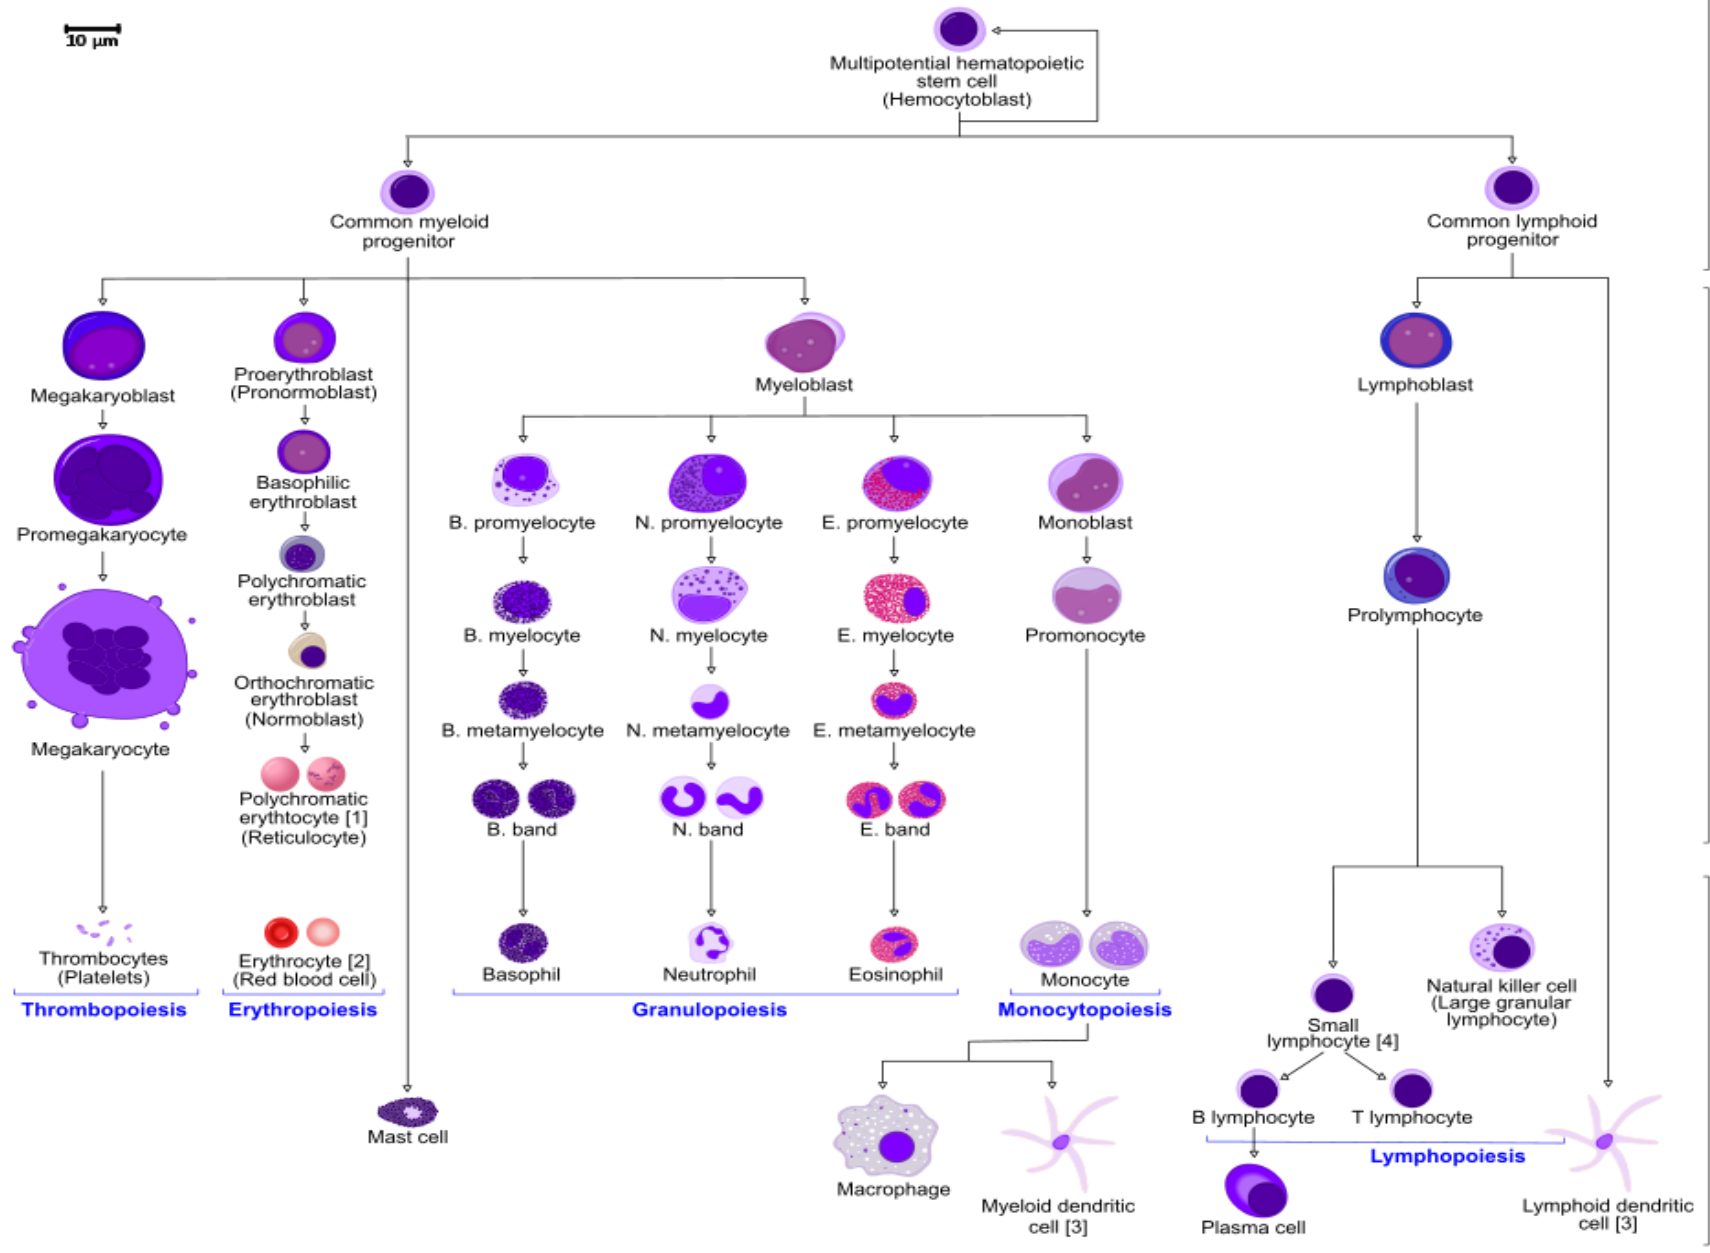 10 μm
Multipotential hematopoietic
stem cell
(Hemocytoblast)
Common myeloid
progenitor
Common lymphoid
progenitor
Megakaryoblast
Proerythroblast
(Pronormoblast)
Myeloblast
Lymphoblast
Basophilic
erythroblast
Promegakaryocyte
B. promyelocyte
N. promyelocyte
E. promyelocyte
Monoblast
Polychromatic
erythroblast
Prolymphocyte
B. myelocyte
N. myelocyte
E. myelocyte
Promonocyte
Orthochromatic
erythroblast
(Normoblast)
Megakaryocyte
B. metamyelocyte
N. metamyelocyte
E. metamyelocyte
Polychromatic
erythtocyte [1]
(Reticulocyte)
B. band
N. band
E. band
Thrombocytes
(Platelets)
Erythrocyte [2]
(Red blood cell)
Basophil
Neutrophil
Eosinophil
Monocyte
Natural killer cell
(Large granular
lymphocyte)
Thrombopoiesis
Erythropoiesis
Granulopoiesis
Monocytopoiesis
Small
lymphocyte [4]
B lymphocyte
T lymphocyte
Mast cell
Lymphopoiesis
Macrophage
Myeloid dendritic
cell [3]
Plasma cell
Lymphoid dendritic
cell [3]